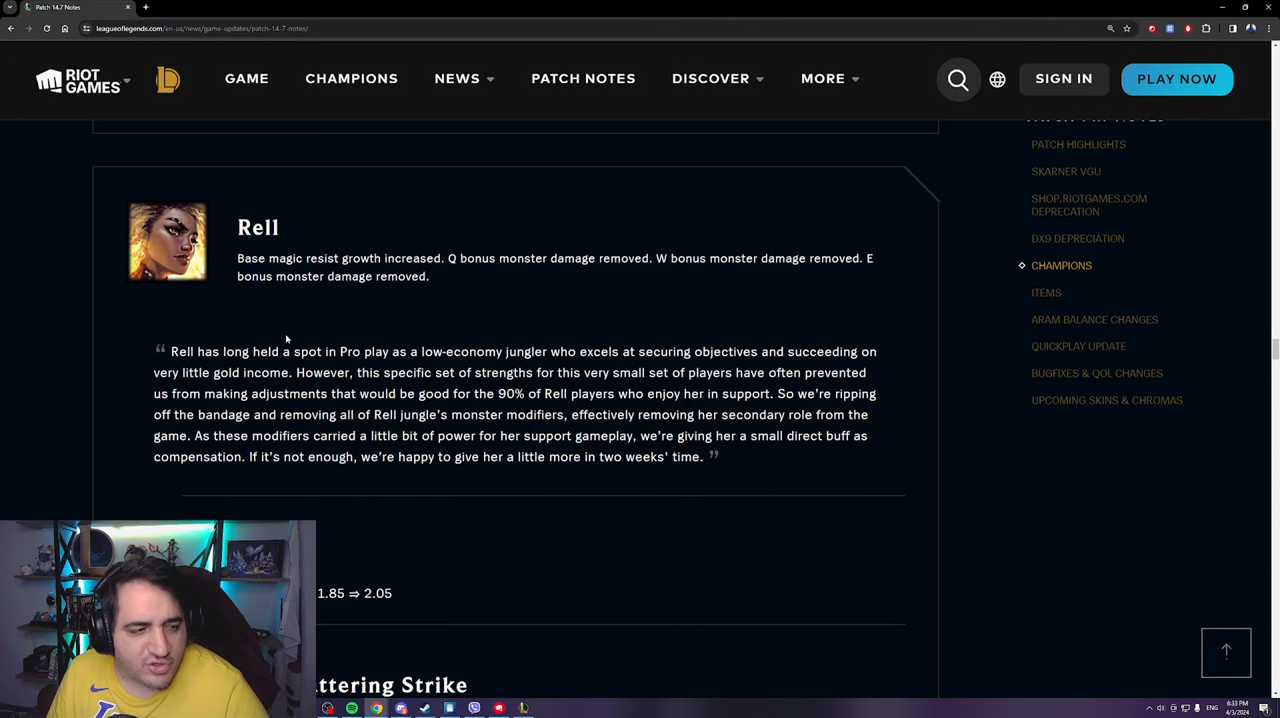 Patch 14.7 Notes
leagueoflegends.com/en-us/news/game-updates/patch-14-7-notes/
RIOT GAMES
GAME CHAMPIONS NEWS PATCH NOTES DISCOVER MORE SIGN IN PLAY NOW
PATCH HIGHLIGHTS
SKARNER VGU
SHOP.RIOTGAMES.COM
DEPRECATION
DX9 DEPRECIATION
CHAMPIONS
ITEMS
ARAM BALANCE CHANGES
QUICKPLAY UPDATE
BUGFIXES & QOL CHANGES
UPCOMING SKINS & CHROMAS
Rell
Base magic resist growth increased. Q bonus monster damage removed. W bonus monster damage removed. E
bonus monster damage removed.
“ Rell has long held a spot in Pro play as a low-economy jungler who excels at securing objectives and succeeding on
very little gold income. However, this specific set of strengths for this very small set of players have often prevented
us from making adjustments that would be good for the 90% of Rell players who enjoy her in support. So we’re ripping
off the bandage and removing all of Rell jungle’s monster modifiers, effectively removing her secondary role from the
game. As these modifiers carried a little bit of power for her support gameplay, we’re giving her a small direct buff as
compensation. If it’s not enough, we’re happy to give her a little more in two weeks' time. ”
1.85 ⇒ 2.05
ttering Strike
ENG
6:33 PM
4/3/2024